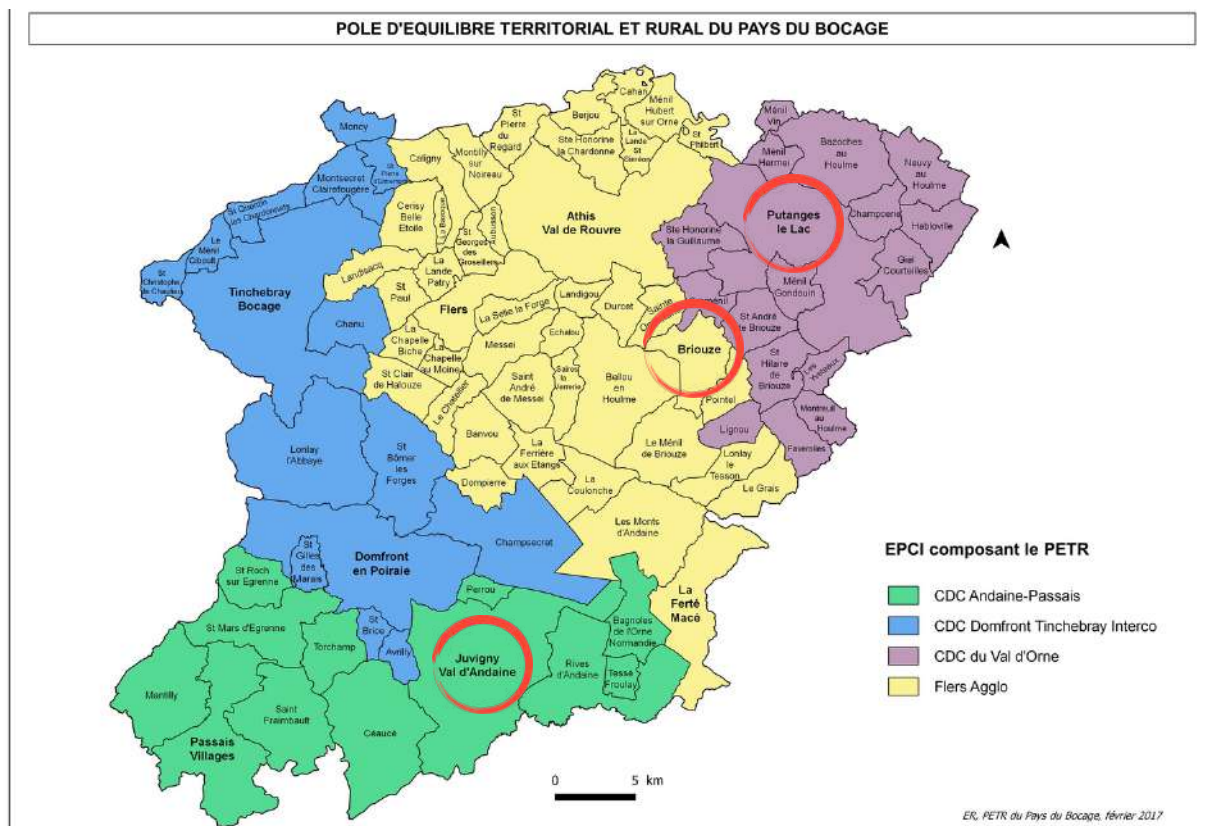 POLE D'EQUILIBRE TERRITORIAL ET RURAL DU PAYS DU BOCAGE
Cahan
Ménil
Hubert
sur Orne
Berjou
St
Pierre
du
Regard
Ste Honorine
la Chardonne
La
Lande
St
Siméon
St
Philbert
Ménil
Vin
Ménil
Hermei
Bazoches
au
Houlme
Neuvy
au
Houlme
Moncy
Montsecret
Clairefougère
St
Pierre
Caligny
Montilly
sur
Noireau
Cerisy
Belle
Etoile
Aubusson
St
Georges
des
Groseillers
Athis
Val de Rouvre
Putanges
le Lac
Champcerie
Habloville
Ste Honorine
la Guillaume
Giel
Courteilles
Ménil
Gondouin
St Quentin
les Chardonnets
Le
Ménil
Ciboult
St
Christophe
de Chaulieu
Tinchebray
Bocage
Landisacq
La
Lande
Patry
St
Paul
Flers
Chanu
La Selle la Forge
Landigou
Durcet
Sainte
St André
de Briouze
Briouze
Messei
Echalou
La
Chapelle
Biche
La
Chapelle
au Moine
St Clair
de Halouze
Le Chatellier
Saint
André
de Messei
Saires
la
Verrerie
Bellou
en
Houlme
Pointel
St
Hilaire
de
Briouze
Les
Yveteaux
Montreuil
au
Houlme
Lignou
Faverolles
Banvou
La
Ferrière
aux Etangs
Le Ménil
de Briouze
Lonlay
le
Tesson
Le Grais
Lonlay
l'Abbaye
St
Bômer
les
Forges
Dompierre
La
Coulonche
Les Monts
d'Andaine
Champsecret
Domfront
en Poiraie
St
Gilles
des
Marais
St Roch
sur Egrenne
La
Ferté
Macé
Perrou
St Mars d'Egrenne
Torchamp
St
Brice
Avrilly
Juvigny
Val d'Andaine
Bagnoles
de l'Orne
Normandie
Rives
d'Andaine
Tessé
Froulay
Mantilly
Saint
Fraimbault
Céaucé
Passais
Villages
EPCI composant le PETR
CDC Andaine-Passais
CDC Domfront Tinchebray Interco
CDC du Val d'Orne
Flers Agglo
0 5 km
ER, PETR du Pays du Bocage, février 2017